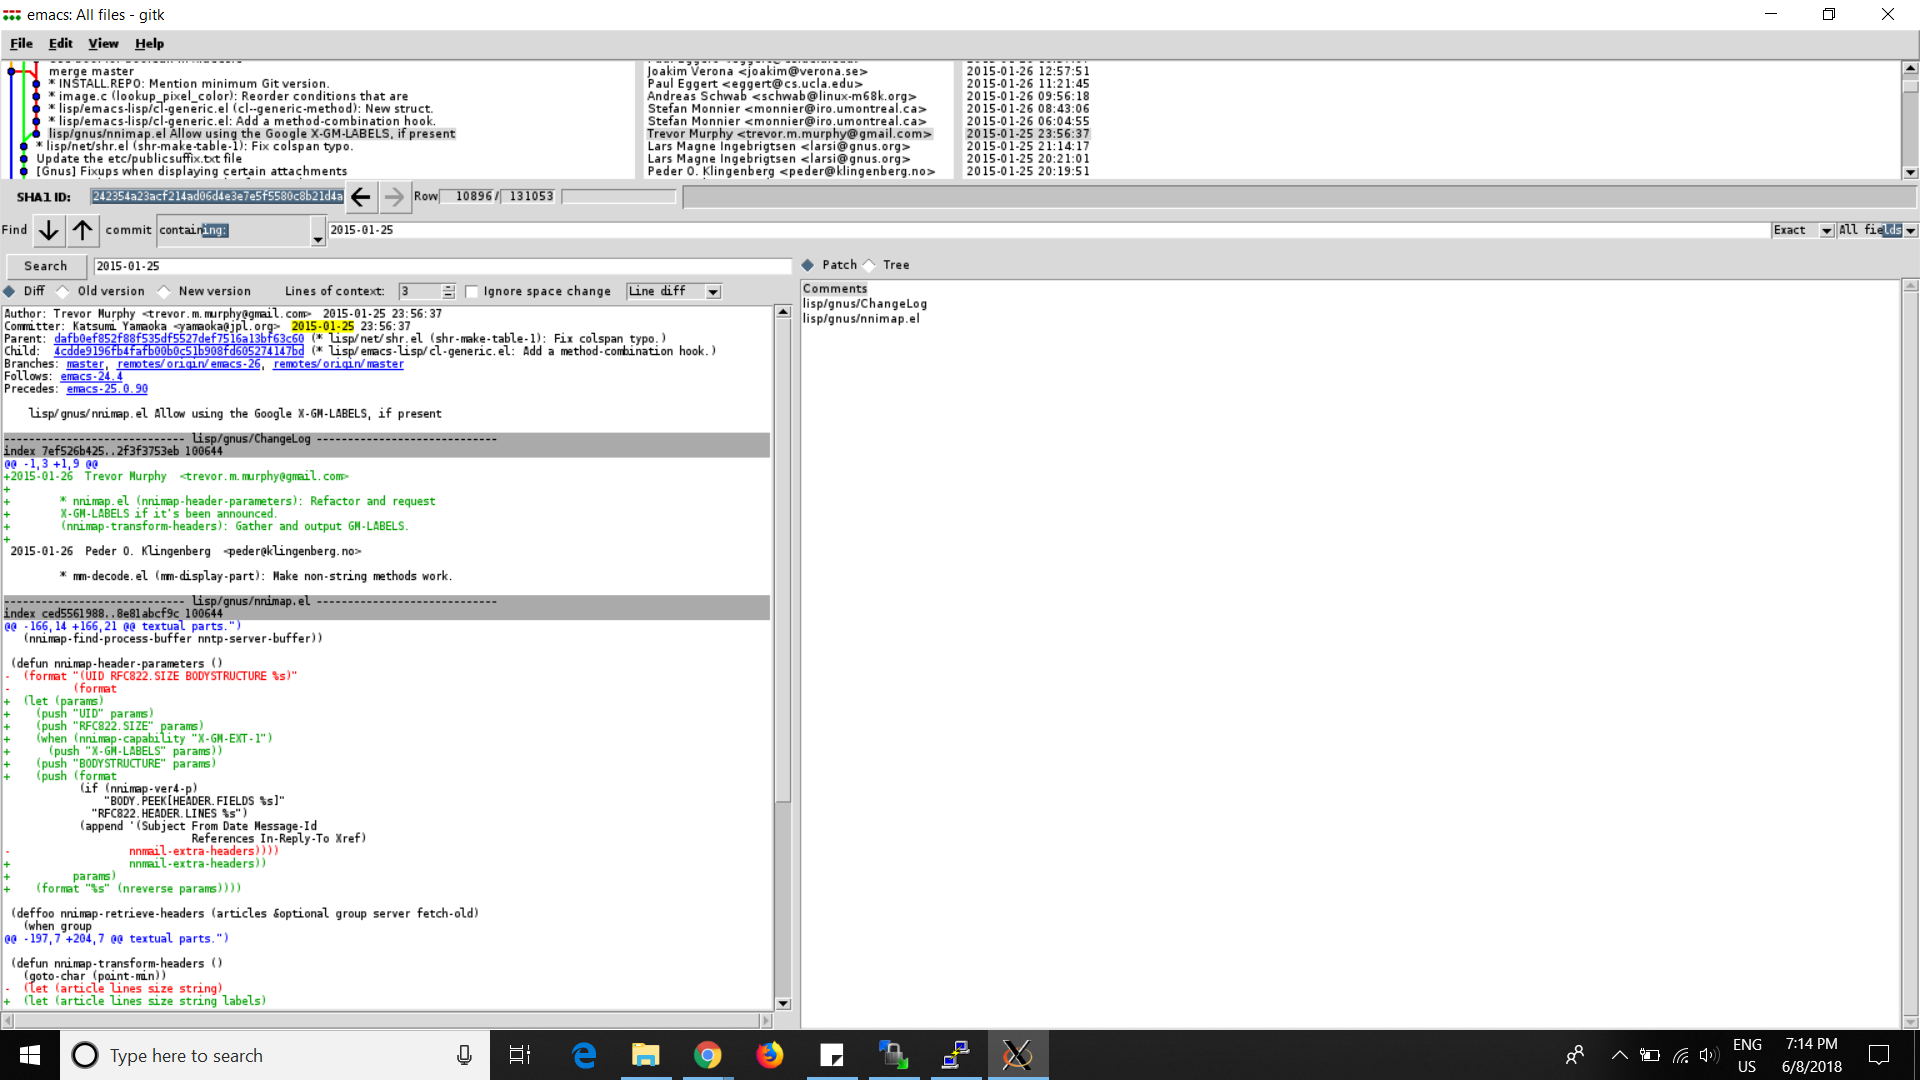 emacs: All files - gitk
File Edit View Help
merge master Joakim Verona <joakim@verona.se> 2015-01-26 12:57:51
* INSTALL.REPO: Mention minimum Git version. Paul Eggert <eggert@cs.ucla.edu> 2015-01-26 11:21:45
* image.c (lookup_pixel_color): Reorder conditions that are Andreas Schwab <schwab@linux-m68k.org> 2015-01-26 09:56:18
* lisp/emacs-lisp/cl-generic.el (cl--generic-method): New struct. Stefan Monnier <monnier@iro.umontreal.ca> 2015-01-26 08:43:06
* lisp/emacs-lisp/cl-generic.el: Add a method-combination hook. Stefan Monnier <monnier@iro.umontreal.ca> 2015-01-26 06:04:55
lisp/gnus/nnimap.el Allow using the Google X-GM-LABELS, if present Trevor Murphy <trevor.m.murphy@gmail.com> 2015-01-25 23:56:37
* lisp/net/shr.el (shr-make-table-1): Fix colspan typo. Lars Magne Ingebrigtsen <larsi@gnus.org> 2015-01-25 21:14:17
Update the etc/publicsuffix.txt file Lars Magne Ingebrigtsen <larsi@gnus.org> 2015-01-25 20:21:01
[Gnus] Fixups when displaying certain attachments Peder O. Klingenberg <peder@klingenberg.no> 2015-01-25 20:19:51
SHA1 ID: 242354a23acf214ad06d4e3e7e5f5580c8b21d4a Row 10896 / 131053
Find commit containing: 2015-01-25 Exact All fields
Search 2015-01-25
Patch Tree
Diff Old version New version Lines of context: 3 Ignore space change Line diff
Comments
lisp/gnus/ChangeLog
lisp/gnus/nnimap.el
Author: Trevor Murphy <trevor.m.murphy@gmail.com>  2015-01-25 23:56:37
Committer: Katsumi Yamaoka <yamaoka@jpl.org>  2015-01-25 23:56:37
Parent: dafb0ef852f88f535df5527def7516a13bf63c60 (* lisp/net/shr.el (shr-make-table-1): Fix colspan typo.)
Child:  4cdde9196fb4fafb00b0c51b908fd605274147bd (* lisp/emacs-lisp/cl-generic.el: Add a method-combination hook.)
Branches: master, remotes/origin/emacs-26, remotes/origin/master
Follows: emacs-24.4
Precedes: emacs-25.0.90
lisp/gnus/nnimap.el Allow using the Google X-GM-LABELS, if present
----------------------------- lisp/gnus/ChangeLog -----------------------------
index 7ef526b425..2f3f3753eb 100644
@@ -1,3 +1,9 @@
+2015-01-26  Trevor Murphy  <trevor.m.murphy@gmail.com>
+
+        * nnimap.el (nnimap-header-parameters): Refactor and request
+        X-GM-LABELS if it's been announced.
+        (nnimap-transform-headers): Gather and output GM-LABELS.
+
 2015-01-26  Peder O. Klingenberg  <peder@klingenberg.no>
         * mm-decode.el (mm-display-part): Make non-string methods work.
----------------------------- lisp/gnus/nnimap.el -----------------------------
index ced5561988..8e81abcf9c 100644
@@ -166,14 +166,21 @@ textual parts.")
   (nnimap-find-process-buffer nntp-server-buffer))
 (defun nnimap-header-parameters ()
-  (format "(UID RFC822.SIZE BODYSTRUCTURE %s)"
-          (format
+  (let (params)
+    (push "UID" params)
+    (push "RFC822.SIZE" params)
+    (when (nnimap-capability "X-GM-EXT-1")
+      (push "X-GM-LABELS" params))
+    (push "BODYSTRUCTURE" params)
+    (push (format
            (if (nnimap-ver4-p)
                "BODY.PEEK[HEADER.FIELDS %s]"
              "RFC822.HEADER.LINES %s")
            (append '(Subject From Date Message-Id
                              References In-Reply-To Xref)
-                   nnmail-extra-headers))))
+                   nnmail-extra-headers))
+          params)
+    (format "%s" (nreverse params))))
 (deffoo nnimap-retrieve-headers (articles &optional group server fetch-old)
   (when group
@@ -197,7 +204,7 @@ textual parts.")
 (defun nnimap-transform-headers ()
   (goto-char (point-min))
-  (let (article lines size string)
+  (let (article lines size string labels)
Type here to search
ENG
US
7:14 PM
6/8/2018